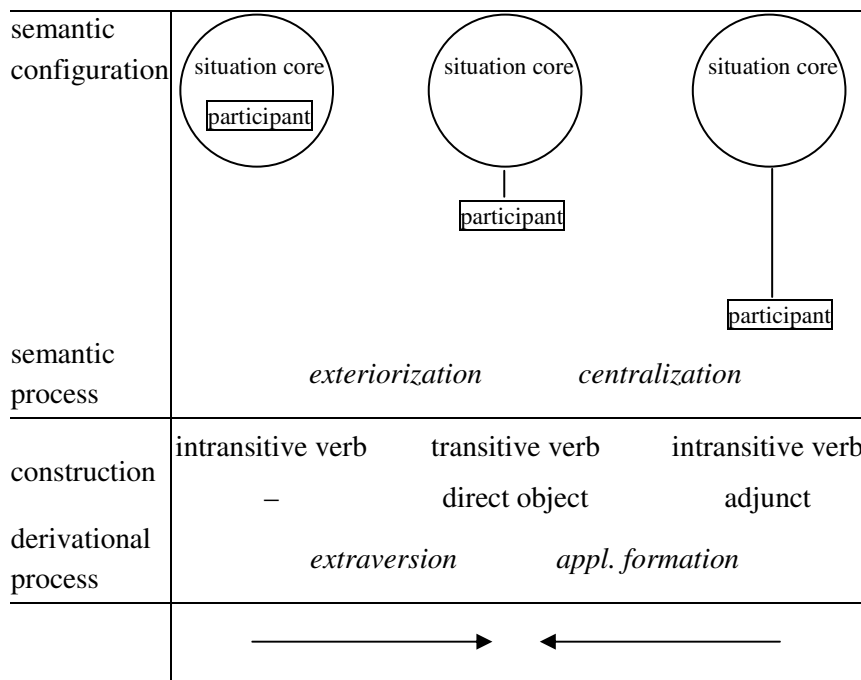 semantic
configuration
situation core situation core situation core
participant
participant
participant
semantic
process
exteriorization centralization
construction
intransitive verb transitive verb intransitive verb
– direct object adjunct
derivational
process
extraversion appl. formation